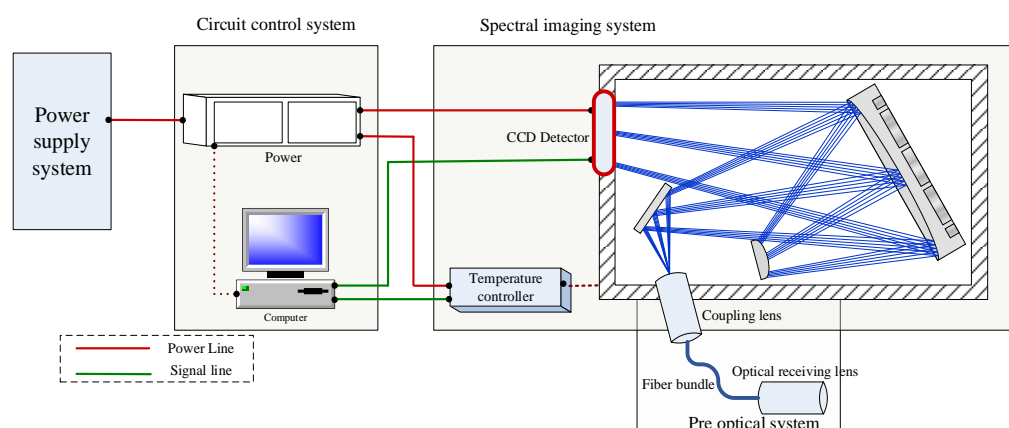 Circuit control system
Spectral imaging system
Power
supply
system
Power
CCD Detector
Computer
Temperature
controller
Coupling lens
Power Line
Signal line
Fiber bundle
Optical receiving lens
Pre optical system